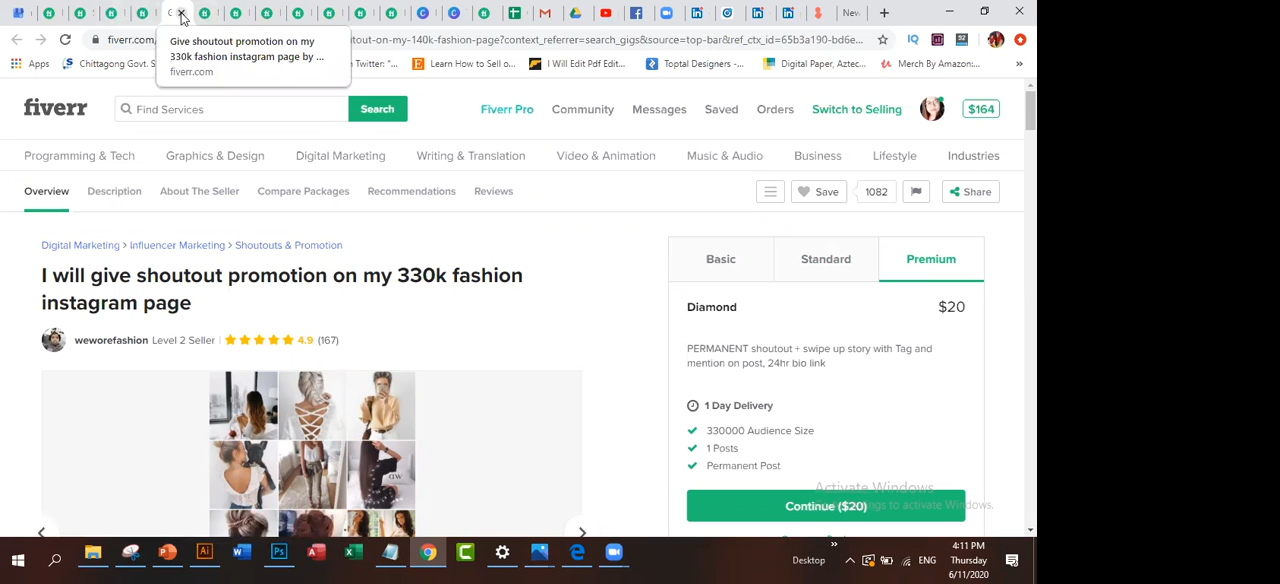 Give shoutout promotion on my
330k fashion instagram page by ...
fiverr.com
fiverr.com
out-on-my-140k-fashion-page?context_referrer=search_gigs&source=top-bar&ref_ctx_id=65b3a190-bd6e...
Apps
Chittagong Govt. S
Twitter: "...
Learn How to Sell o...
I Will Edit Pdf Edit...
Toptal Designers -...
Digital Paper, Aztec...
Merch By Amazon:...
»
fiverr
Find Services
Search
Fiverr Pro
Community
Messages
Saved
Orders
Switch to Selling
$164
Programming & Tech
Graphics & Design
Digital Marketing
Writing & Translation
Video & Animation
Music & Audio
Business
Lifestyle
Industries
Overview
Description
About The Seller
Compare Packages
Recommendations
Reviews
Save
1082
Share
Digital Marketing > Influencer Marketing > Shoutouts & Promotion
I will give shoutout promotion on my 330k fashion
instagram page
weworefashion Level 2 Seller
4.9 (167)
Basic
Standard
Premium
Diamond
$20
PERMANENT shoutout + swipe up story with Tag and
mention on post, 24hr bio link
1 Day Delivery
330000 Audience Size
1 Posts
Permanent Post
Activate Windows
Continue ($20)
ngs to activate Windows.
Desktop
»
ENG
4:11 PM
Thursday
6/11/2020